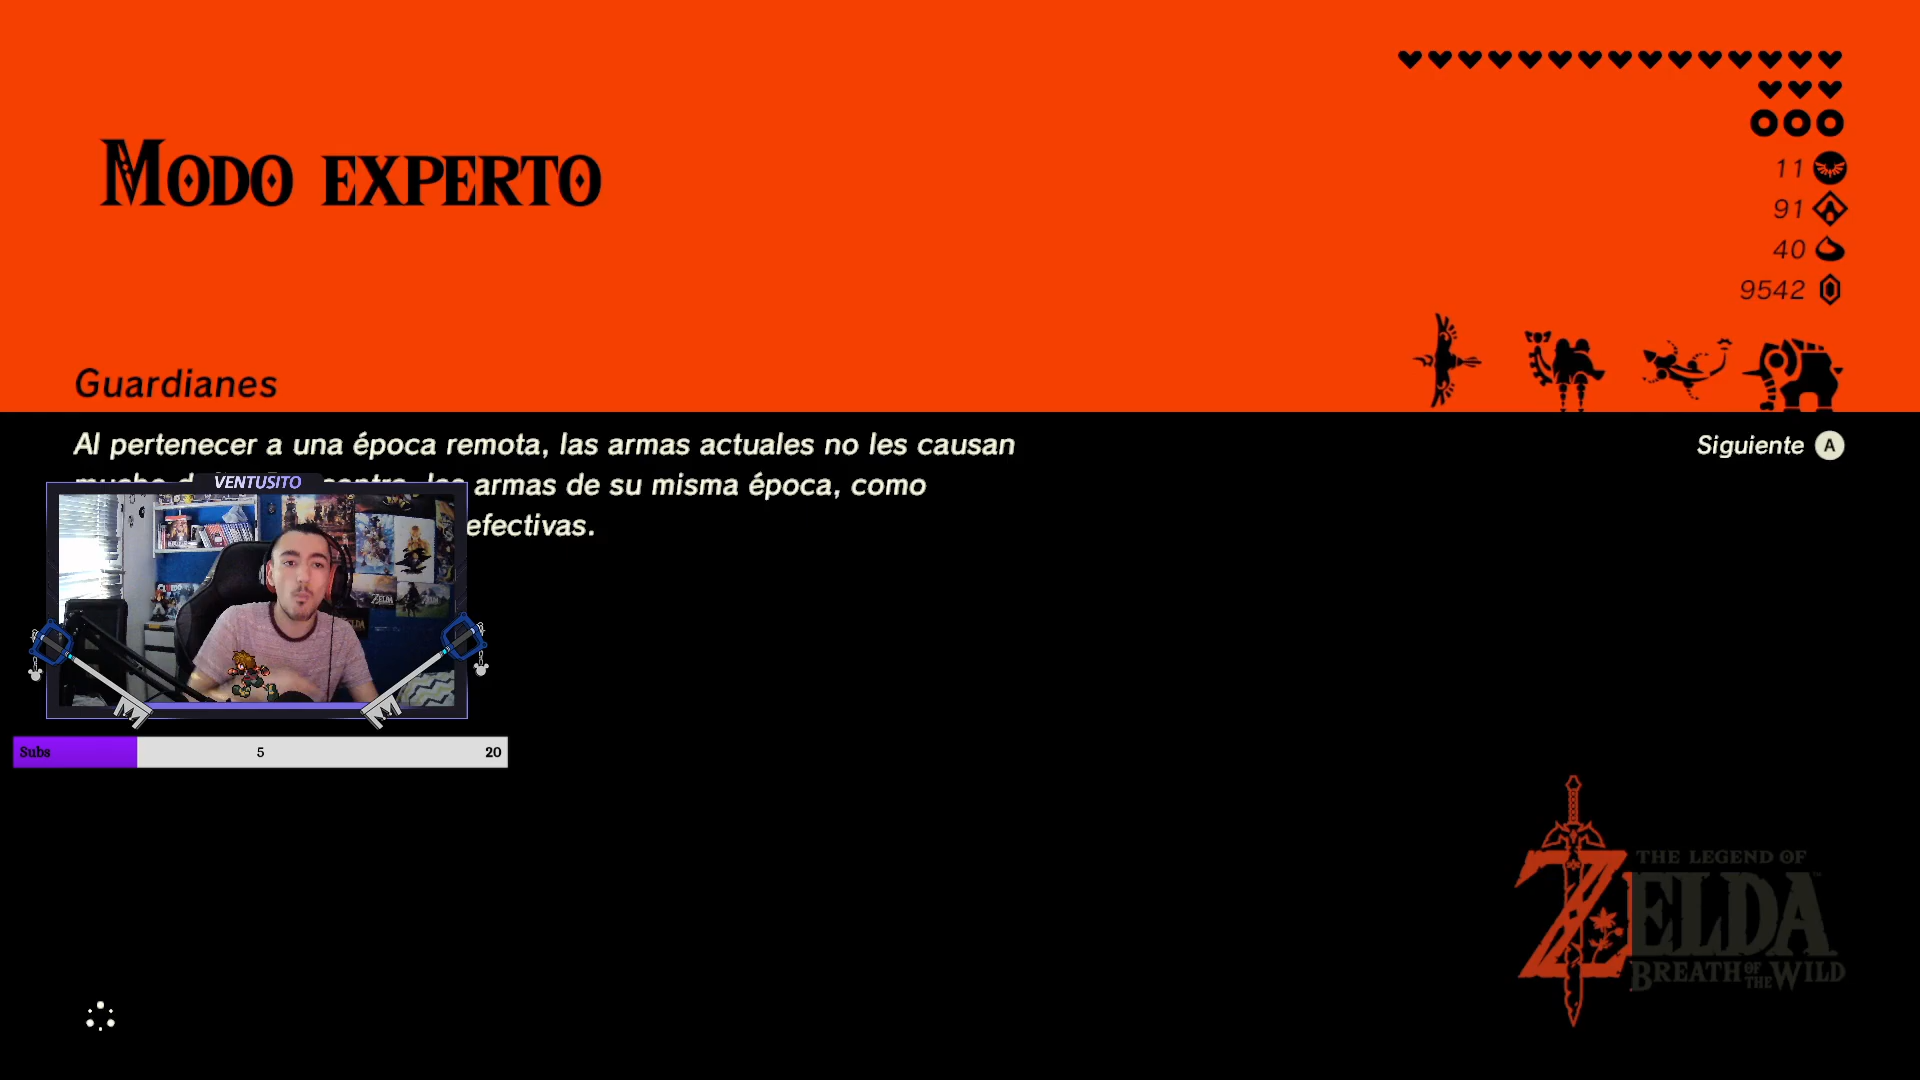 MODO EXPERTO
11
91
40
9542
Guardianes
Al pertenecer a una época remota, las armas actuales no les causan
armas de su misma época, como
efectivas.
Siguiente A
VENTUSITO
Subs 5 20
THE LEGEND OF
ZELDA
BREATH OF THE WILD